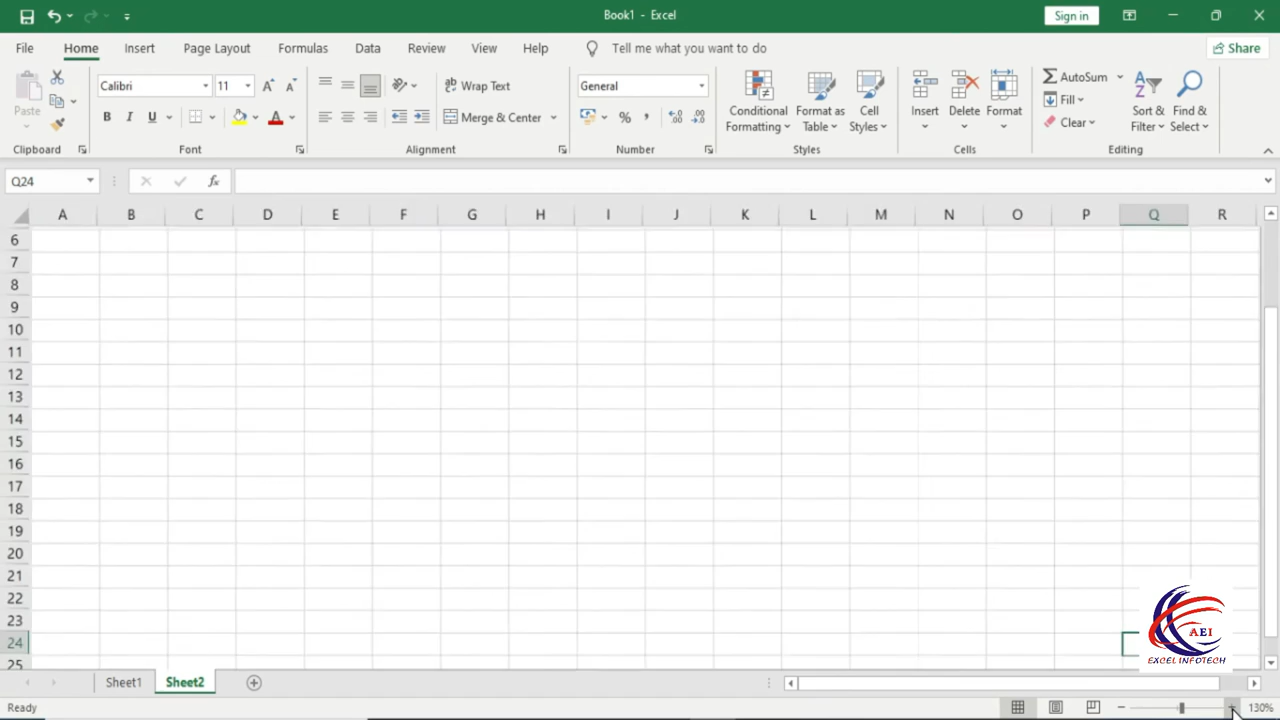 Book1 - Excel
Sign in
File Home Insert Page Layout Formulas Data Review View Help Tell me what you want to do Share
Paste Calibri 11 Wrap Text General Conditional Formatting Format as Table Cell Styles Insert Delete Format AutoSum Sort & Filter Find & Select
B I U Merge & Center % , Fill
Clear
Clipboard Font Alignment Number Styles Cells Editing
Q24 fx
A B C D E F G H I J K L M N O P Q R
6
7
8
9
10
11
12
13
14
15
16
17
18
19
20
21
22
23
24
25
AEI
EXCEL INFOTECH
Sheet1 Sheet2
Ready 130%